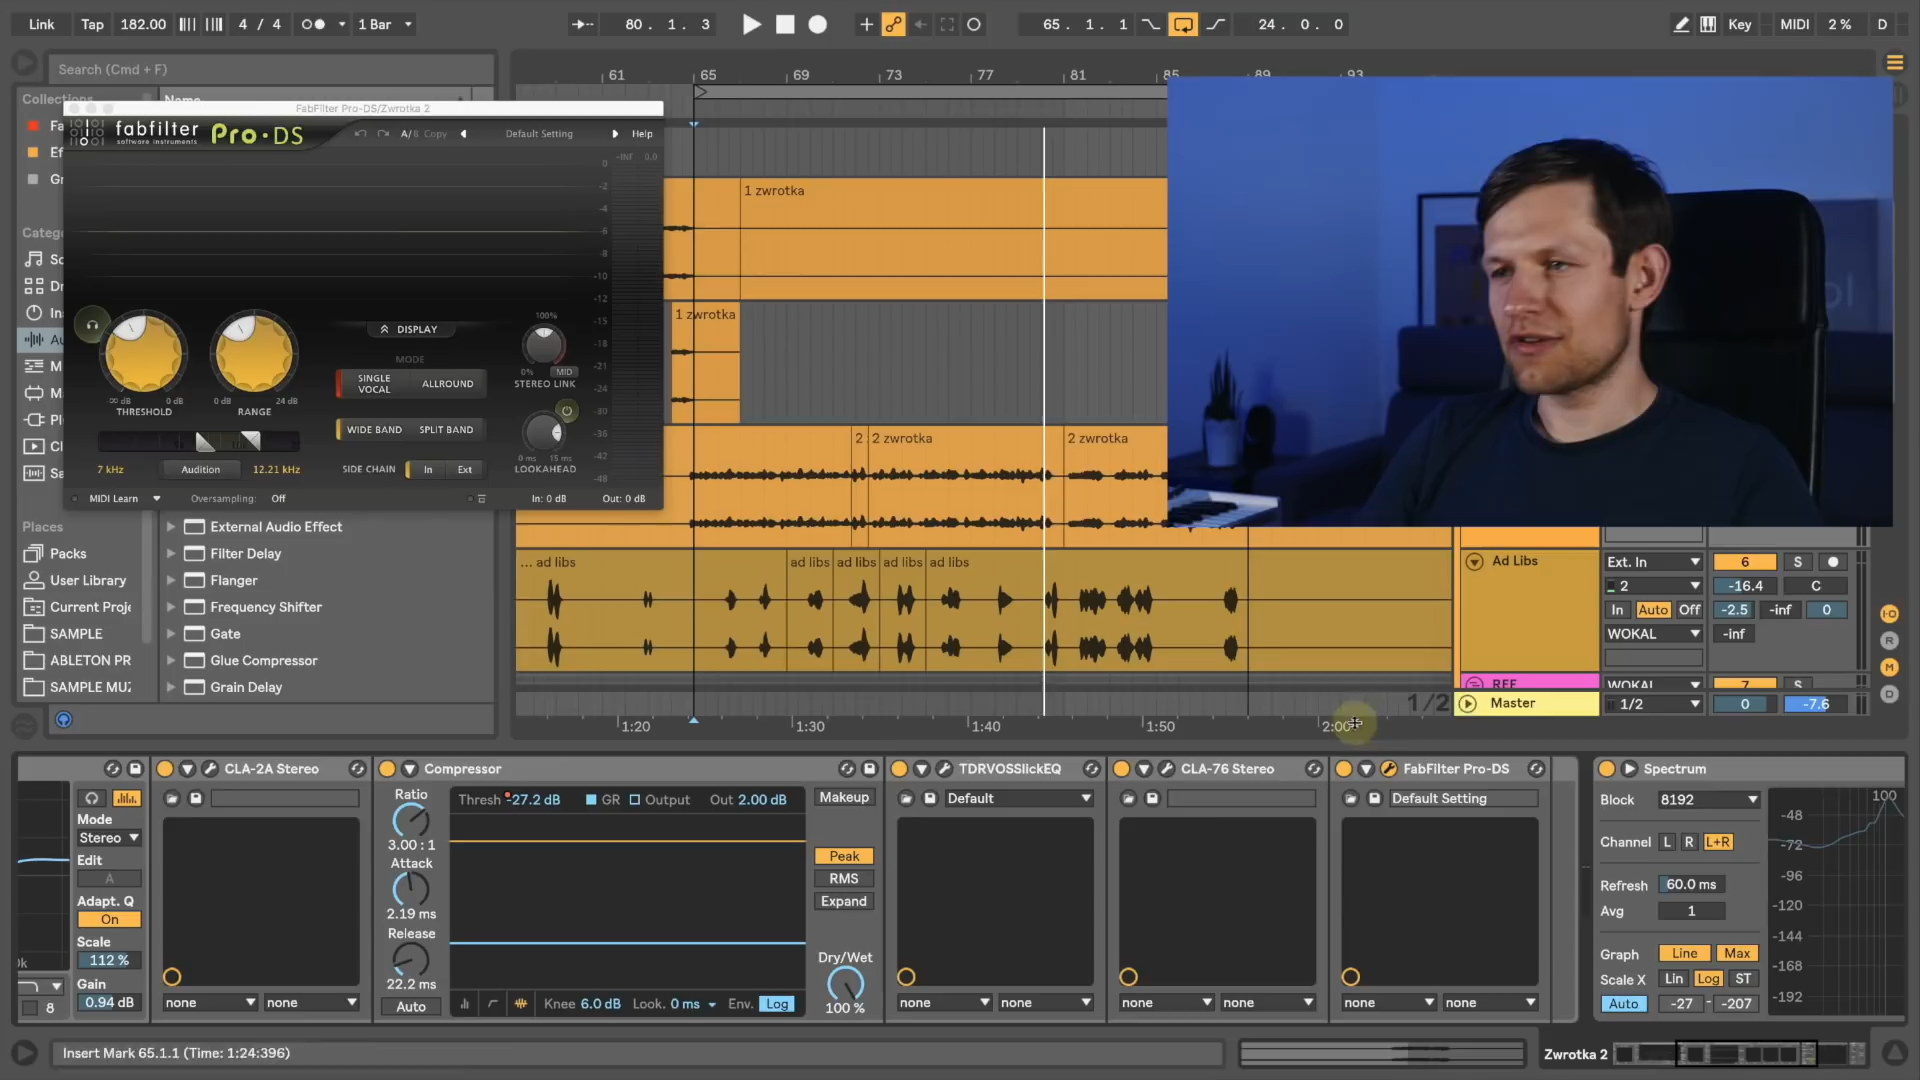 Link Tap 182.00 4 / 4 1 Bar 80 . 1 . 3 65 . 1 . 1 24 . 0 . 0 Key MIDI 2 % D
Search (Cmd + F)
61 65 69 73 77 81 85 89 93
Collections Name
FabFilter Pro-DS/Zwrotka 2
Fa
Ef
Gr
fabfilter Pro·DS
software instruments
A/B Copy Default Setting Help
-INF 0.0
0
-2
-4
-6
-8
-10
-12
-15
-18
-21
-24
-30
-36
-42
-48
Categ
So
Dr
In
Au
M
M
Pl
Cl
Sa
∞ dB 0 dB
THRESHOLD
0 dB 24 dB
RANGE
DISPLAY
MODE
SINGLE VOCAL ALLROUND
WIDE BAND SPLIT BAND
SIDE CHAIN In Ext
100%
0% MID
STEREO LINK
0 ms 15 ms
LOOKAHEAD
7 kHz Audition 12.21 kHz
MIDI Learn Oversampling: Off In: 0 dB Out: 0 dB
1 zwrotka
1 zwrotka
2 2 zwrotka 2 zwrotka
... ad libs ad libs ad libs ad libs ad libs
Places
Packs
User Library
Current Proje
SAMPLE
ABLETON PR
SAMPLE MUZ
External Audio Effect
Filter Delay
Flanger
Frequency Shifter
Gate
Glue Compressor
Grain Delay
Ad Libs Ext. In 6 S
2 -16.4 C
In Auto Off -2.5 -inf 0
WOKAL -inf
REF WOKAL 7 S
1/2 Master 1/2 0 -7.6
I·O
R
M
D
1:20 1:30 1:40 1:50 2:00
Mode
Stereo
Edit
A
Adapt. Q
On
Scale
112 %
Gain
0.94 dB
8
CLA-2A Stereo
none none
Compressor
Ratio
3.00 : 1
Attack
2.19 ms
Release
22.2 ms
Auto
Thresh -27.2 dB GR Output Out 2.00 dB
Knee 6.0 dB Look. 0 ms Env. Log
Makeup
Peak
RMS
Expand
Dry/Wet
100 %
TDRVOSSlickEQ
Default
none none
CLA-76 Stereo
none none
FabFilter Pro-DS
Default Setting
none none
Spectrum
Block 8192
Channel L R L+R
Refresh 60.0 ms
Avg 1
Graph Line Max
Scale X Lin Log ST
Auto -27 - -207
100
-48
-72
-96
-120
-144
-168
-192
Insert Mark 65.1.1 (Time: 1:24:396)
Zwrotka 2